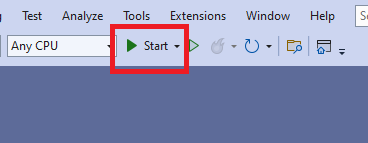 Test Analyze Tools Extensions Window Help
Any CPU Start